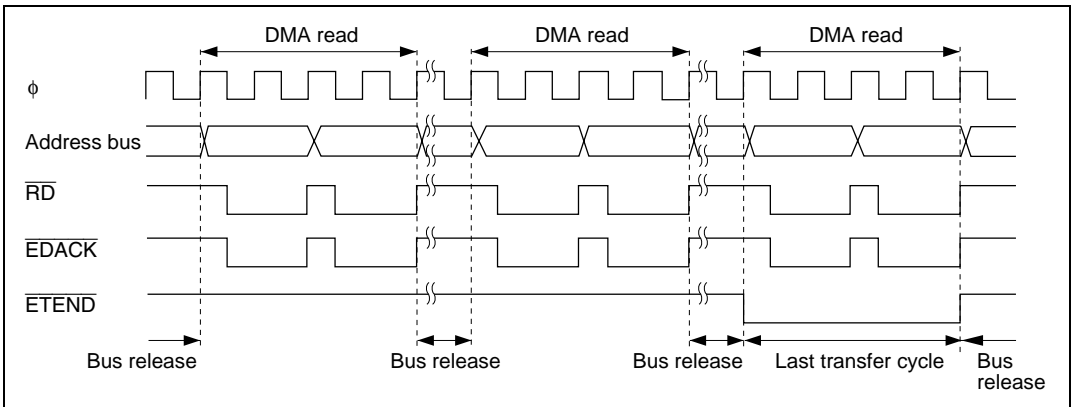 DMA read DMA read DMA read
φ
Address bus
RD
EDACK
ETEND
Bus release Bus release Bus release Last transfer cycle Bus release